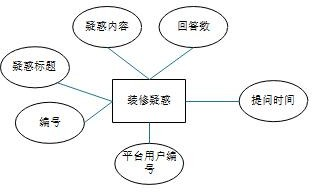 疑惑内容
回答数
疑惑标题
装修疑惑
提问时间
编号
平台用户编
号